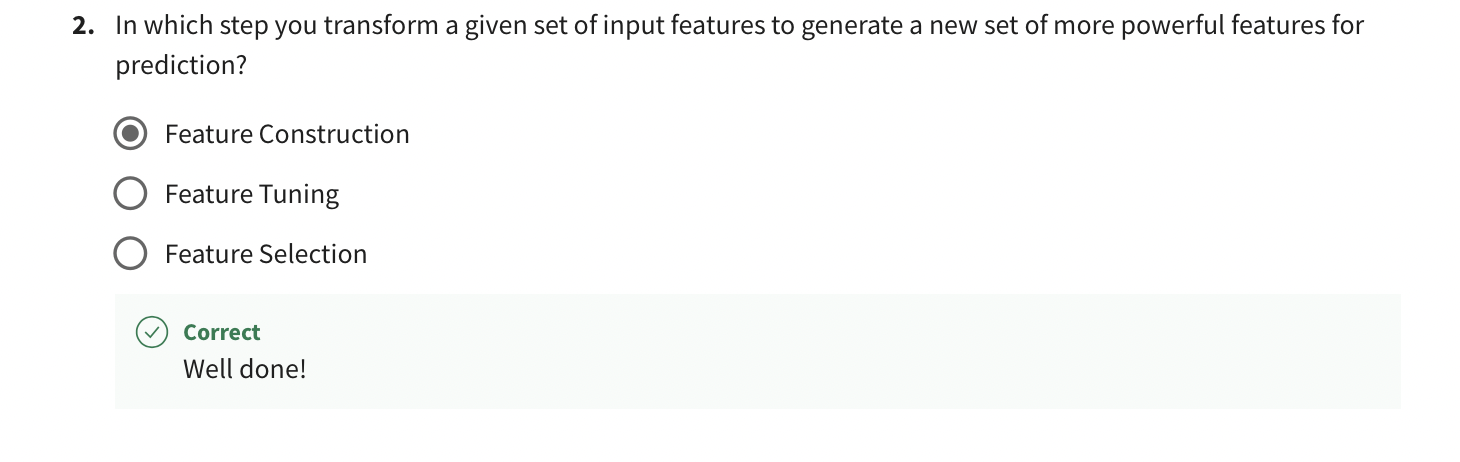 2. In which step you transform a given set of input features to generate a new set of more powerful features for
prediction?
Feature Construction
Feature Tuning
Feature Selection
Correct
Well done!